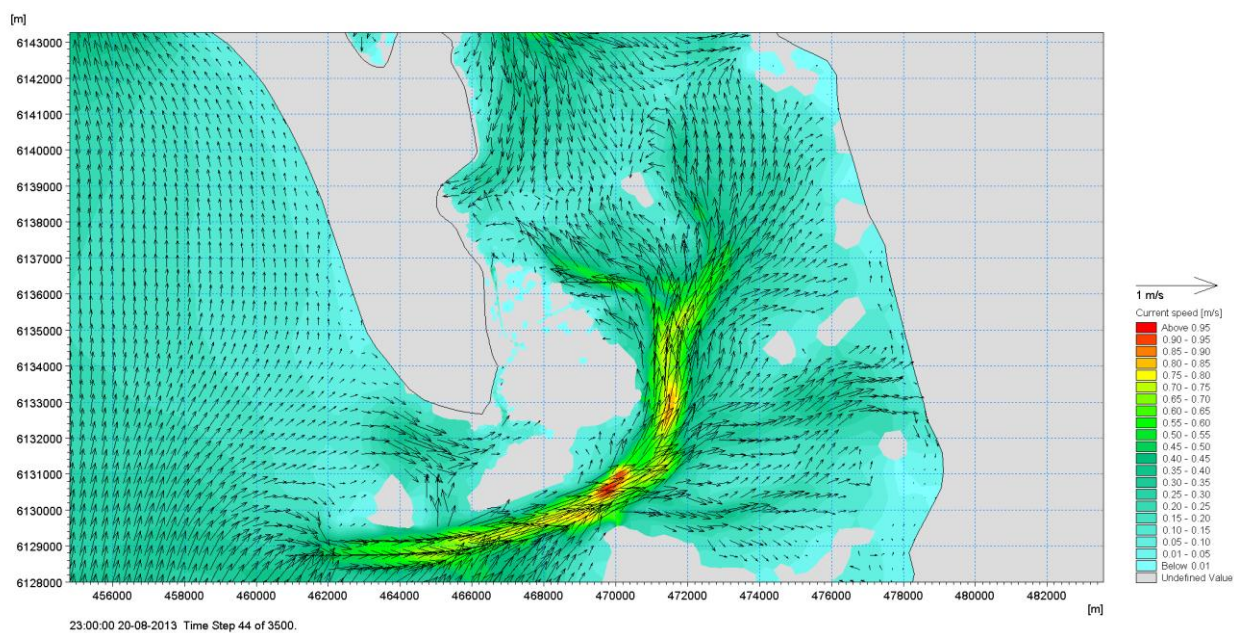 [m]
6143000
6142000
6141000
6140000
6139000
6138000
6137000
6136000
6135000
6134000
6133000
6132000
6131000
6130000
6129000
6128000
1 m/s
Current speed [m/s]
Above 0.95
0.90 - 0.95
0.85 - 0.90
0.80 - 0.85
0.75 - 0.80
0.70 - 0.75
0.65 - 0.70
0.60 - 0.65
0.55 - 0.60
0.50 - 0.55
0.45 - 0.50
0.40 - 0.45
0.35 - 0.40
0.30 - 0.35
0.25 - 0.30
0.20 - 0.25
0.15 - 0.20
0.10 - 0.15
0.05 - 0.10
0.01 - 0.05
Below 0.01
Undefined Value
456000 458000 460000 462000 464000 466000 468000 470000 472000 474000 476000 478000 480000 482000
[m]
23:00:00 20-08-2013 Time Step 44 of 3500.